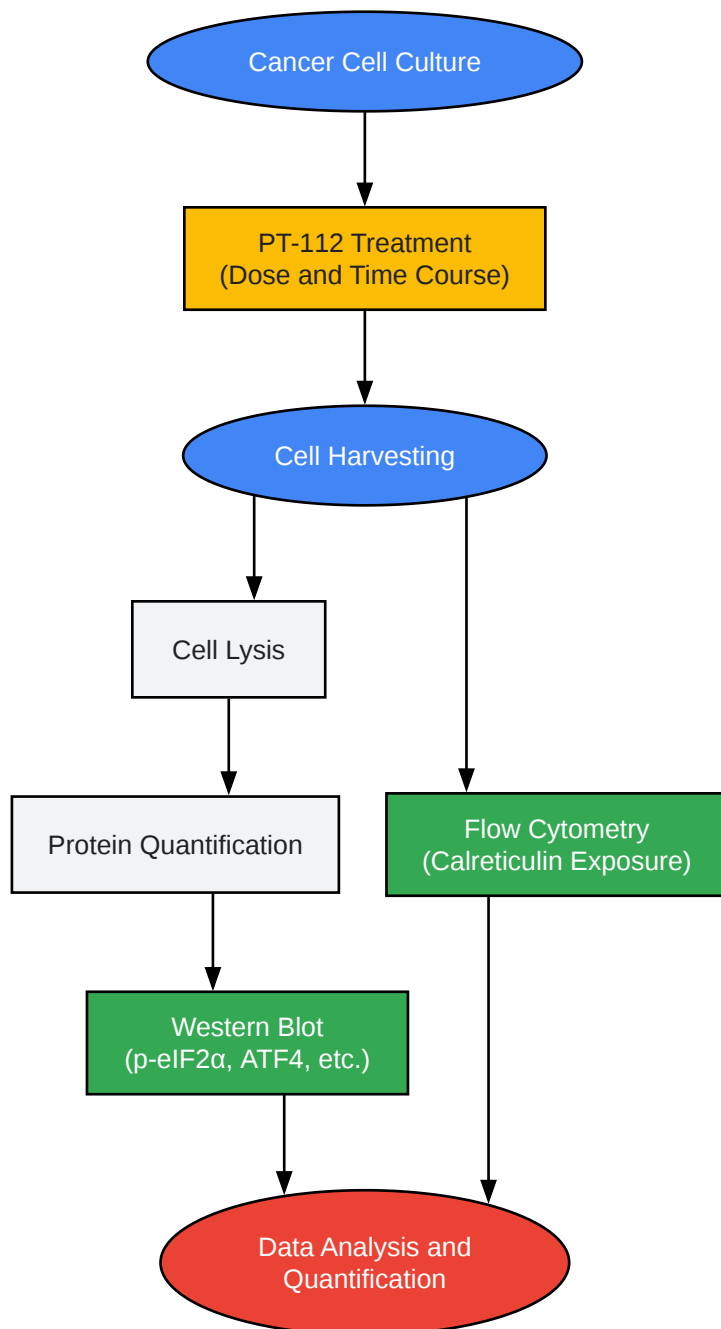 Cancer Cell Culture
PT-112 Treatment
(Dose and Time Course)
Cell Harvesting
Cell Lysis
Protein Quantification
Flow Cytometry
(Calreticulin Exposure)
Western Blot
(p-eIF2α, ATF4, etc.)
Data Analysis and
Quantification